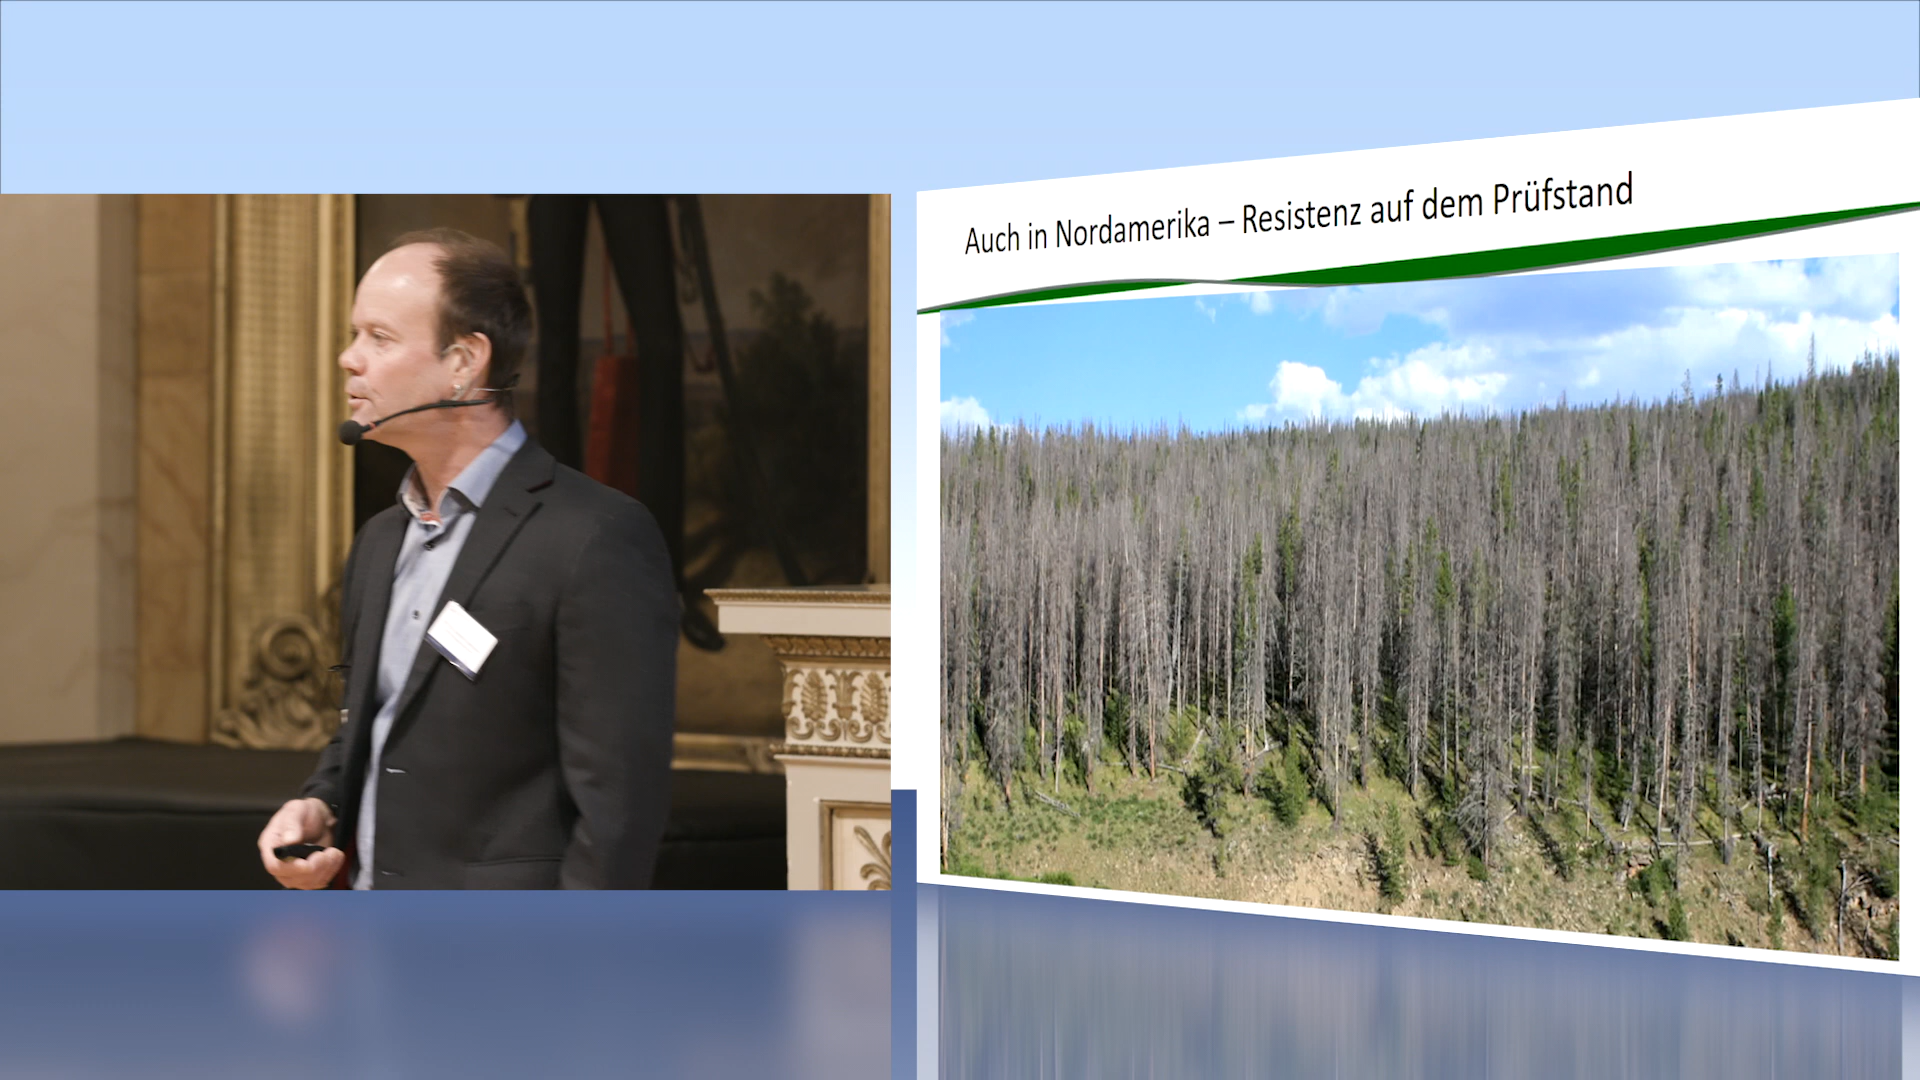 Auch in Nordamerika – Resistenz auf dem Prüfstand